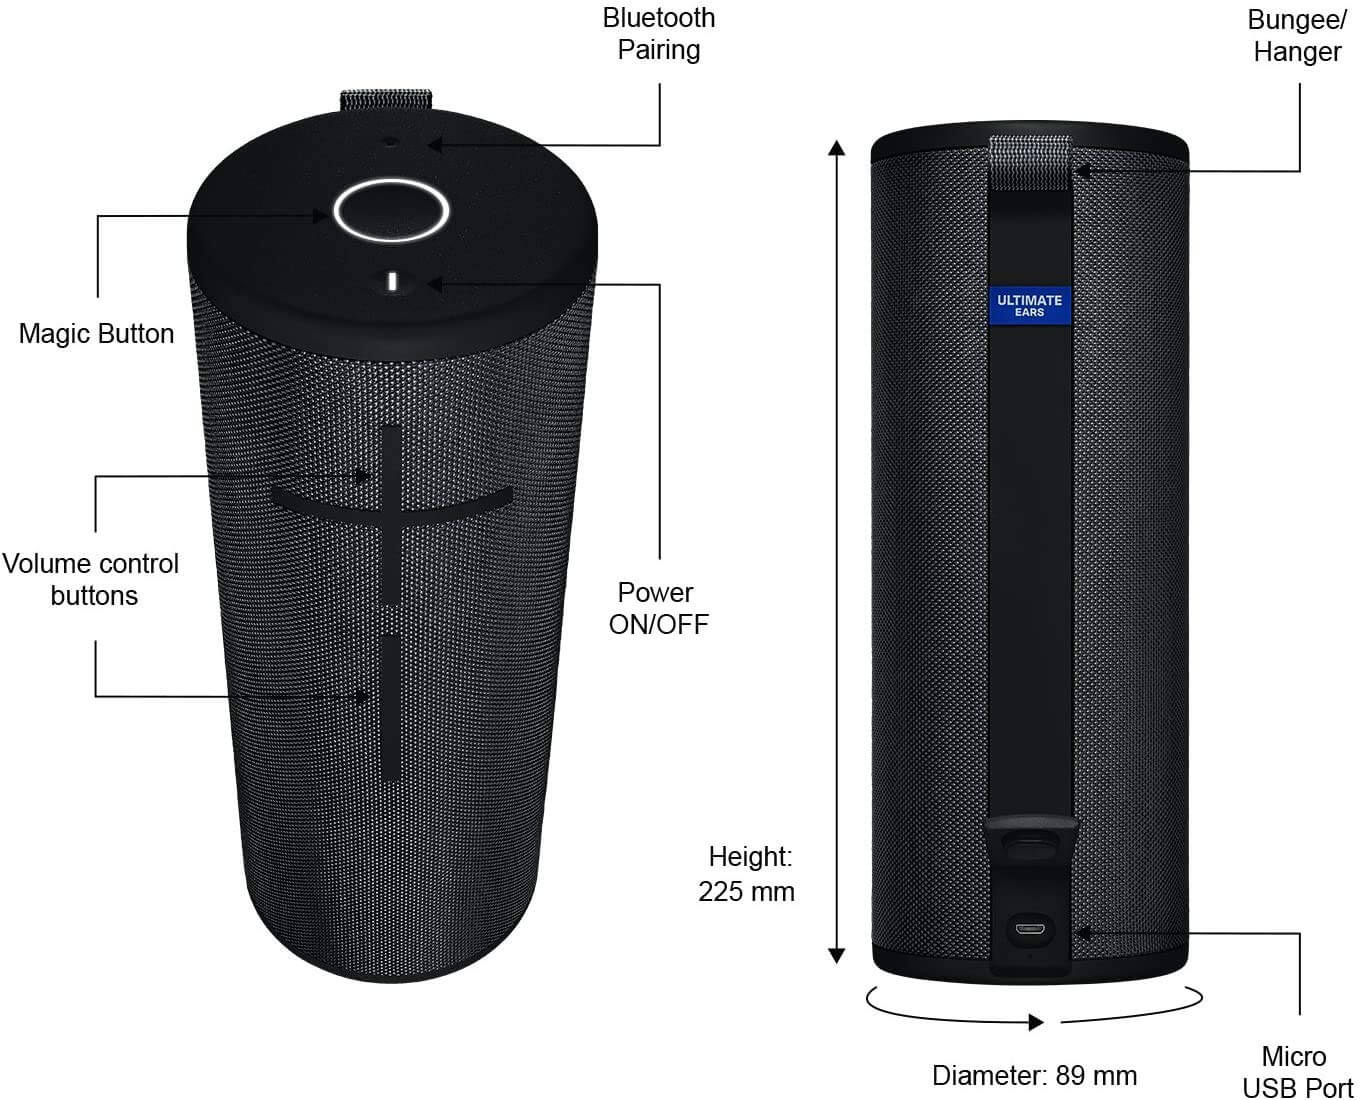 Bluetooth
Pairing
Bungee/
Hanger
Magic Button
Volume control
buttons
Power
ON/OFF
ULTIMATE
EARS
Height:
225 mm
Diameter: 89 mm
Micro
USB Port